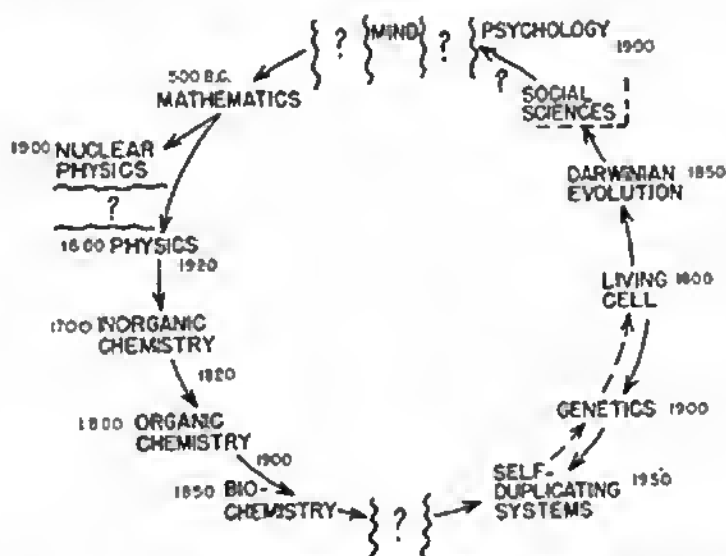 ? MIND ? PSYCHOLOGY
1900
?
SOCIAL
SCIENCES
500 B.C.
MATHEMATICS
1900 NUCLEAR
PHYSICS
?
1600 PHYSICS
1920
1700 INORGANIC
CHEMISTRY
1820
1800 ORGANIC
CHEMISTRY
1900
1850 BIO-
CHEMISTRY
?
SELF-
DUPLICATING
SYSTEMS
1950
GENETICS 1900
LIVING
CELL
1800
DARWINIAN
EVOLUTION
1850